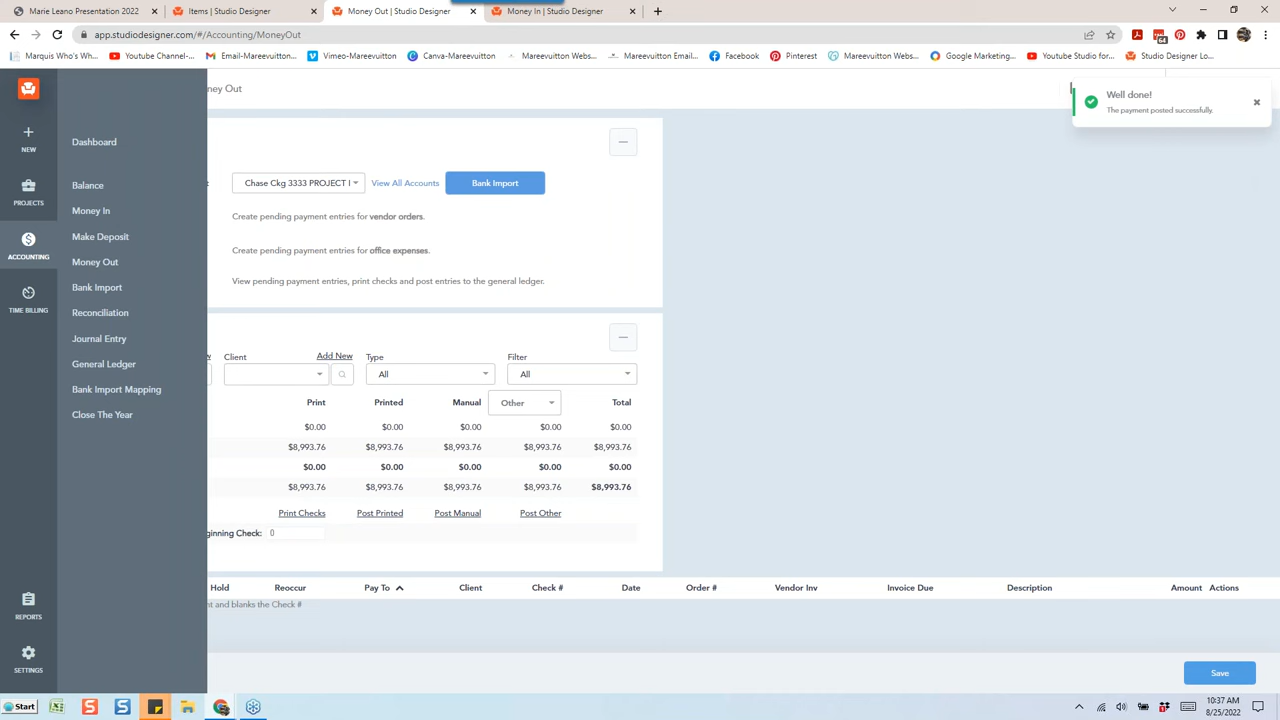 Marie Legarreta 2022
Money Out In Studio Designer
Money In | Studio Designer
app.studiodesigner.com/#/Accounting/MoneyOut
64
Marquis Who's Who...
Youtube Channel-...
Email-Mareevuitton...
Vimeo-Mareevuitton
Canva-Mareevuitton
Mareevuitton Webs...
Mareevuitton Email...
Facebook
Pinterest
Mareevuitton Webs...
Google Marketing...
Youtube Studio for...
Studio Designer Lo...
ney Out
Well done!
The payment posted successfully.
NEW
PROJECTS
ACCOUNTING
TIME BILLING
REPORTS
SETTINGS
Dashboard
Balance
Money In
Make Deposit
Money Out
Bank Import
Reconciliation
Journal Entry
General Ledger
Bank Import Mapping
Close The Year
Chase Ckg 3333 PROJECT
View All Accounts
Bank Import
Create pending payment entries for vendor orders.
Create pending payment entries for office expenses.
View pending payment entries, print checks and post entries to the general ledger.
Client
Add New
Type
Filter
All
All
Print Printed Manual Other Total
$0.00 $0.00 $0.00 $0.00 $0.00
$8,993.76 $8,993.76 $8,993.76 $8,993.76 $8,993.76
$0.00 $0.00 $0.00 $0.00 $0.00
$8,993.76 $8,993.76 $8,993.76 $8,993.76 $8,993.76
Print Checks Post Printed Post Manual Post Other
ginning Check: 0
Hold Reoccur Pay To Client Check # Date Order # Vendor Inv Invoice Due Description Amount Actions
nt and blanks the Check #
Save
Start
10:37 AM
8/25/2022